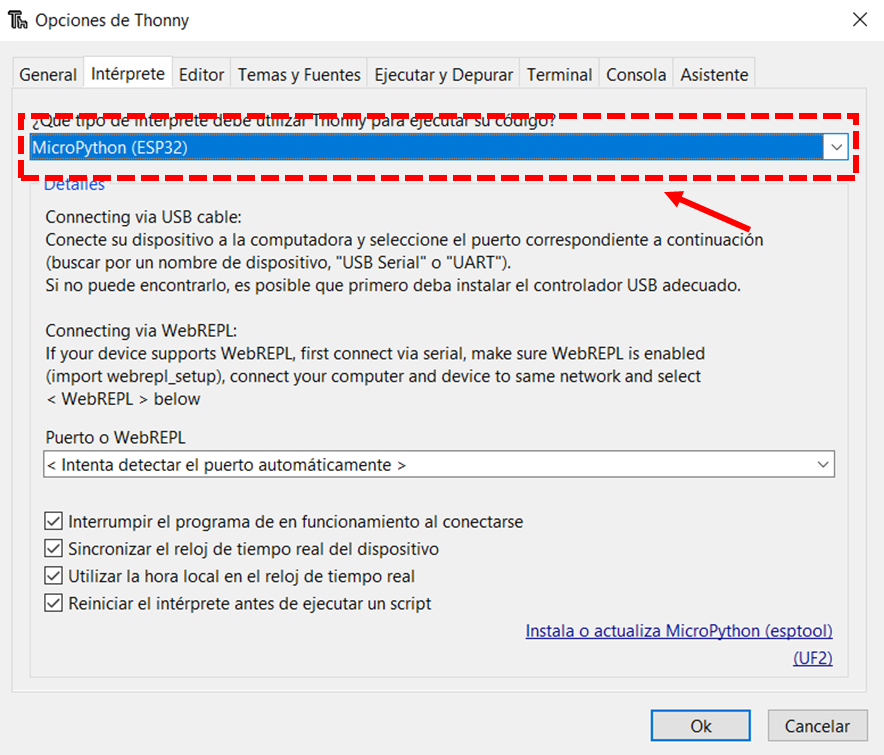 Opciones de Thonny
General Intérprete Editor Temas y Fuentes Ejecutar y Depurar Terminal Consola Asistente
¿Qué tipo de intérprete debe utilizar Thonny para ejecutar su código?
MicroPython (ESP32)
Detalles
Connecting via USB cable:
Conecte su dispositivo a la computadora y seleccione el puerto correspondiente a continuación
(buscar por un nombre de dispositivo, "USB Serial" o "UART").
Si no puede encontrarlo, es posible que primero deba instalar el controlador USB adecuado.
Connecting via WebREPL:
If your device supports WebREPL, first connect via serial, make sure WebREPL is enabled
(import webrepl_setup), connect your computer and device to same network and select
< WebREPL > below
Puerto o WebREPL
< Intenta detectar el puerto automáticamente >
Interrumpir el programa de en funcionamiento al conectarse
Sincronizar el reloj de tiempo real del dispositivo
Utilizar la hora local en el reloj de tiempo real
Reiniciar el intérprete antes de ejecutar un script
Instala o actualiza MicroPython (esptool)
(UF2)
Ok Cancelar